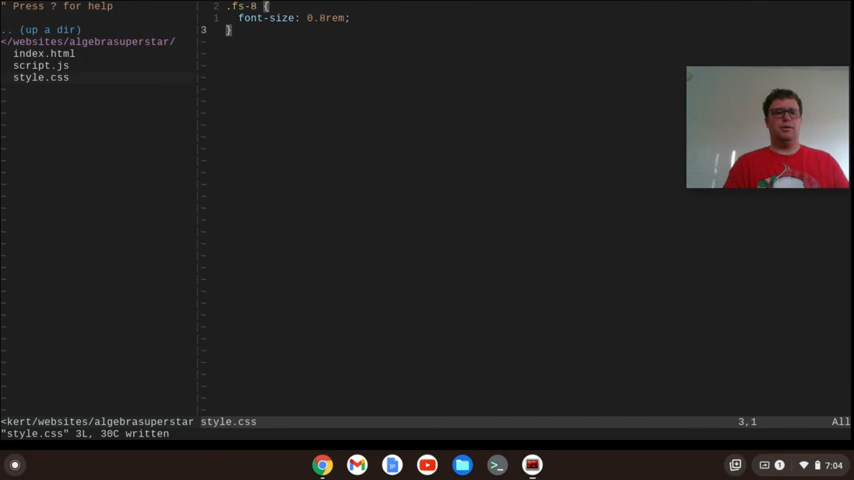 " Press ? for help
.. (up a dir)
</websites/algebrasuperstar/
index.html
script.js
style.css
2 .fs-8 {
1 font-size: 0.8rem;
3 }
<kert/websites/algebrasuperstar style.css 3,1 All
"style.css" 3L, 30C written
1 7:04